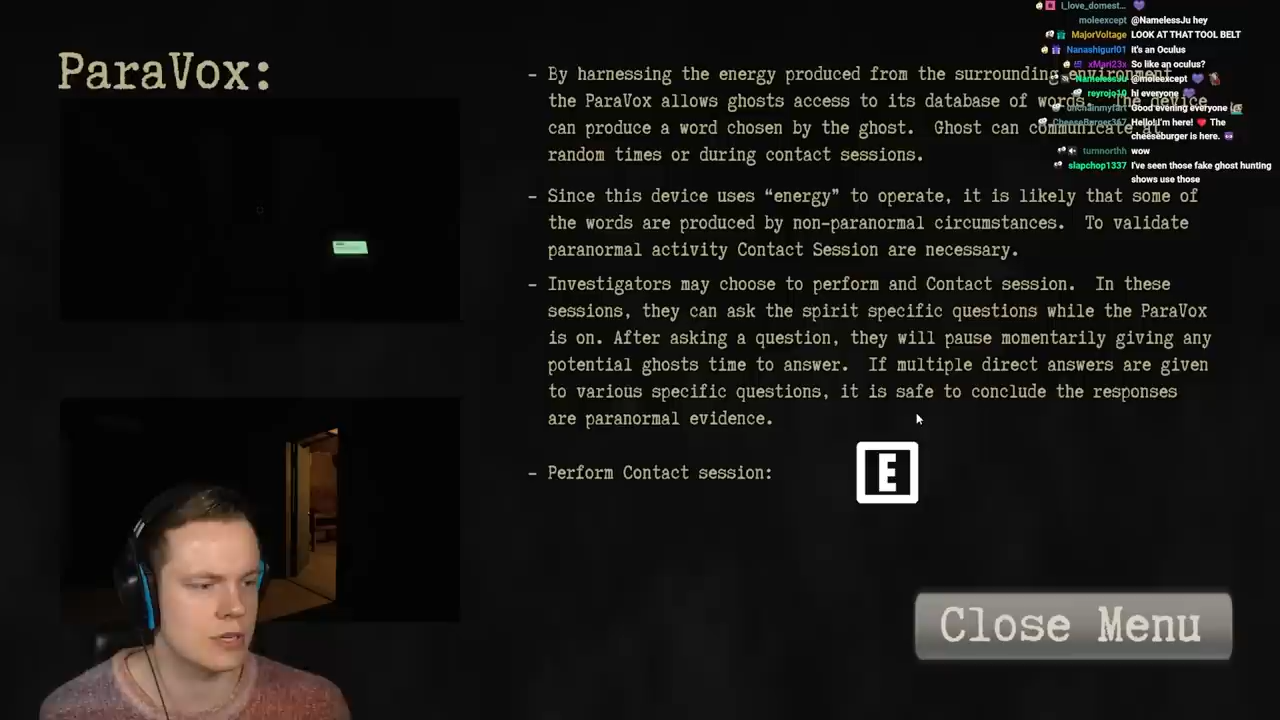 ParaVox:
- By harnessing the energy produced from the surrounding environment
the ParaVox allows ghosts access to its database of words. The device
can produce a word chosen by the ghost. Ghost can communicate at
random times or during contact sessions.
- Since this device uses “energy” to operate, it is likely that some of
the words are produced by non-paranormal circumstances. To validate
paranormal activity Contact Session are necessary.
- Investigators may choose to perform and Contact session. In these
sessions, they can ask the spirit specific questions while the ParaVox
is on. After asking a question, they will pause momentarily giving any
potential ghosts time to answer. If multiple direct answers are given
to various specific questions, it is safe to conclude the responses
are paranormal evidence.
- Perform Contact session:
E
Close Menu
I_love_domest...
moleexcept @NamelessJu hey
MajorVoltage LOOK AT THAT TOOL BELT
Nanashigurl01 It's an Oculus
xMari23x So like an oculus?
NamelessJu @moleexcept
reyrojo10 hi everyone
unchainmyfart Good evening everyone
CheeseBurger367 Hello! I'm here! The
cheeseburger is here.
turnnorthh wow
slapchop1337 I've seen those fake ghost hunting
shows use those